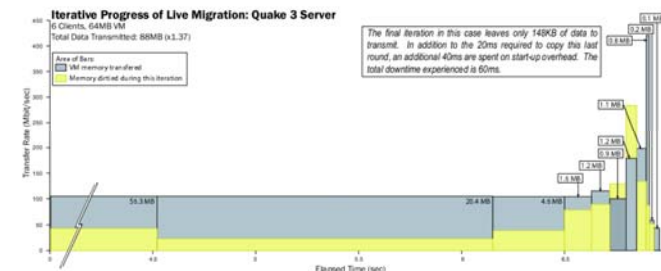 Iterative Progress of Live Migration: Quake 3 Server
6 Clients, 64MB VM
Total Data Transmitted: 88MB (x1.37)
The final iteration in this case leaves only 148KB of data to
transmit. In addition to the 20ms required to copy this last
round, an additional 40ms are spent on start-up overhead. The
total downtime experienced is 60ms.
Area of Bars:
VM memory transfered
Memory dirtied during this iteration
0.1 MB
0.2 MB
0.8 MB
1.1 MB
1.2 MB
0.9 MB
1.2 MB
1.6 MB
56.3 MB
20.4 MB
4.6 MB
Transfer Rate (Mbit/sec)
450
400
350
300
250
200
150
100
50
0
0
4.5
5
6
6.5
Elapsed Time (sec)